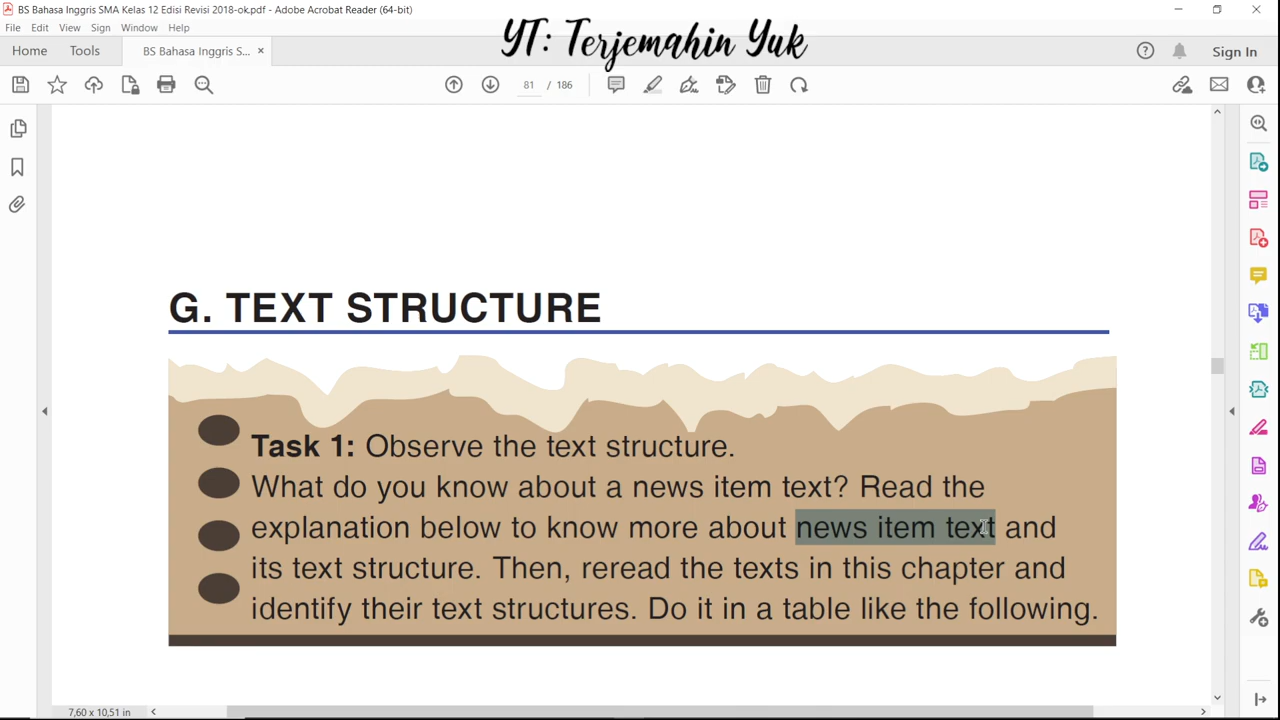 BS Bahasa Inggris SMA Kelas 12 Edisi Revisi 2018-ok.pdf - Adobe Acrobat Reader (64-bit)
File Edit View Sign Window Help
YT: Terjemahin Yuk
Home Tools BS Bahasa Inggris S... × Sign In
81 / 186
G. TEXT STRUCTURE
Task 1: Observe the text structure.
What do you know about a news item text? Read the
explanation below to know more about news item text and
its text structure. Then, reread the texts in this chapter and
identify their text structures. Do it in a table like the following.
7,60 x 10,51 in